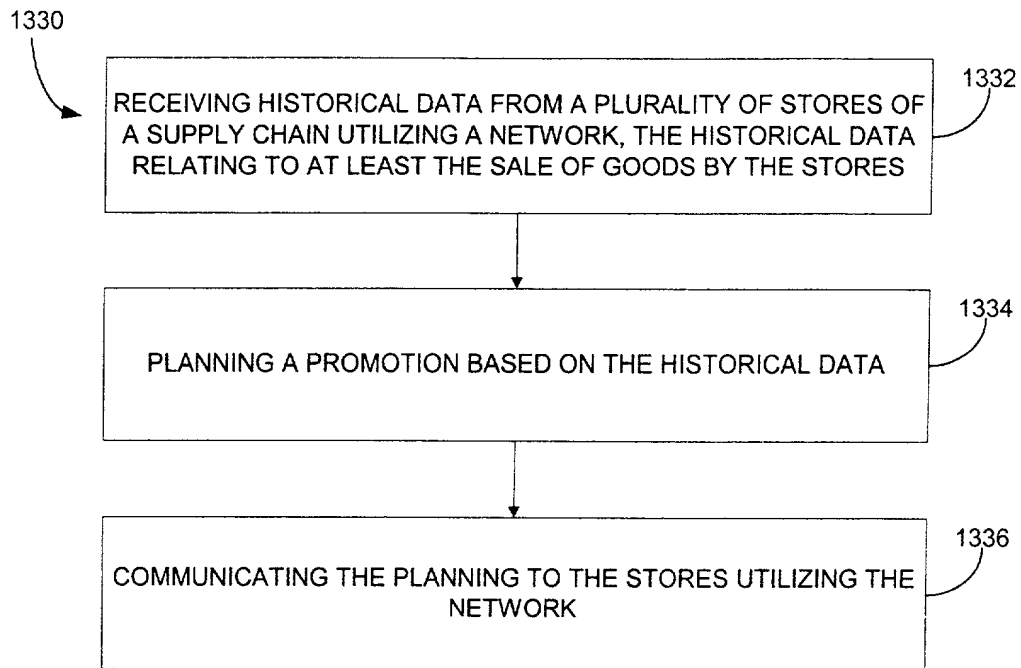 1330
1332
RECEIVING HISTORICAL DATA FROM A PLURALITY OF STORES OF
A SUPPLY CHAIN UTILIZING A NETWORK, THE HISTORICAL DATA
RELATING TO AT LEAST THE SALE OF GOODS BY THE STORES
1334
PLANNING A PROMOTION BASED ON THE HISTORICAL DATA
1336
COMMUNICATING THE PLANNING TO THE STORES UTILIZING THE
NETWORK